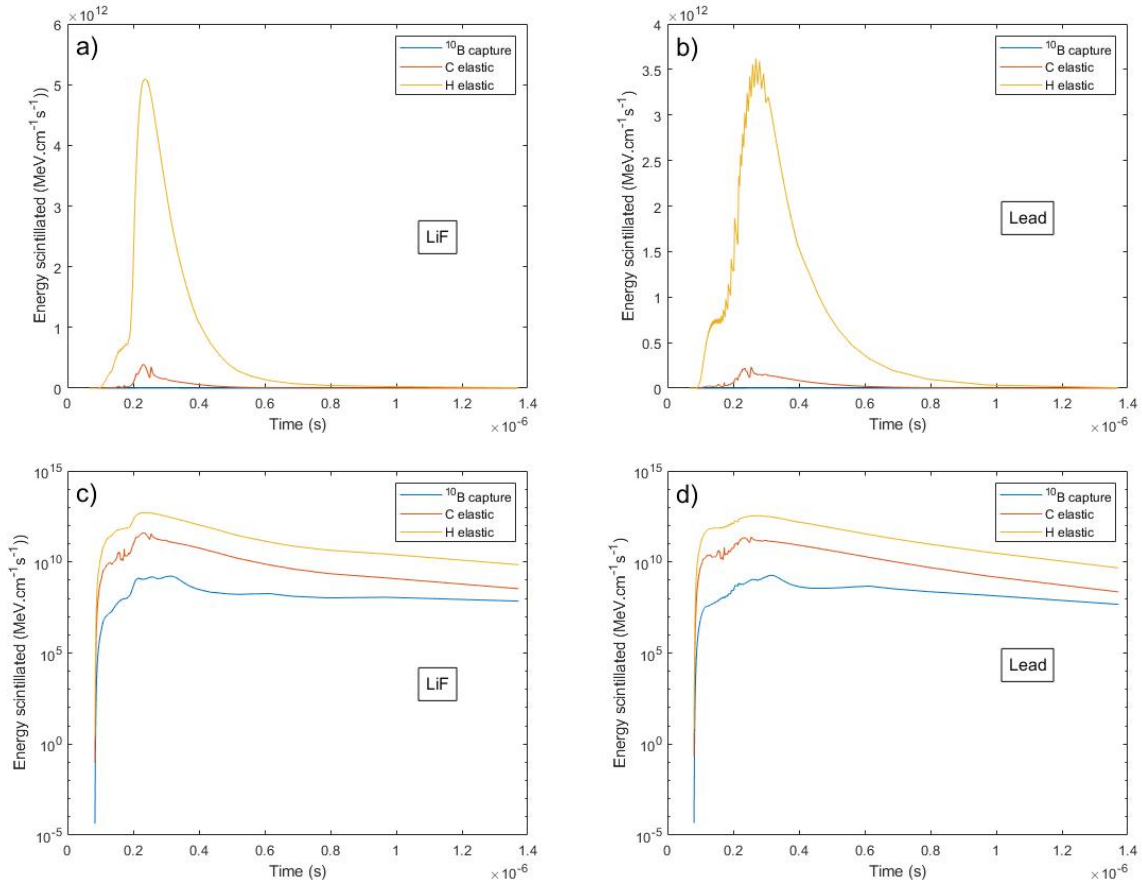 ×10¹²
a)
¹⁰B capture
C elastic
H elastic
LiF
Energy scintillated (MeV.cm⁻¹s⁻¹))
6
5
4
3
2
1
0
0 0.2 0.4 0.6 0.8 1 1.2 1.4
Time (s)
×10⁻⁶
×10¹²
b)
¹⁰B capture
C elastic
H elastic
Lead
Energy scintillated (MeV.cm⁻¹s⁻¹)
4
3.5
3
2.5
2
1.5
1
0.5
0
0 0.2 0.4 0.6 0.8 1 1.2 1.4
Time (s)
×10⁻⁶
c)
¹⁰B capture
C elastic
H elastic
LiF
Energy scintillated (MeV.cm⁻¹s⁻¹))
10¹⁵
10¹⁰
10⁵
10⁰
10⁻⁵
0 0.2 0.4 0.6 0.8 1 1.2 1.4
Time (s)
×10⁻⁶
d)
¹⁰B capture
C elastic
H elastic
Lead
Energy scintillated (MeV.cm⁻¹s⁻¹)
10¹⁵
10¹⁰
10⁵
10⁰
10⁻⁵
0 0.2 0.4 0.6 0.8 1 1.2 1.4
Time (s)
×10⁻⁶